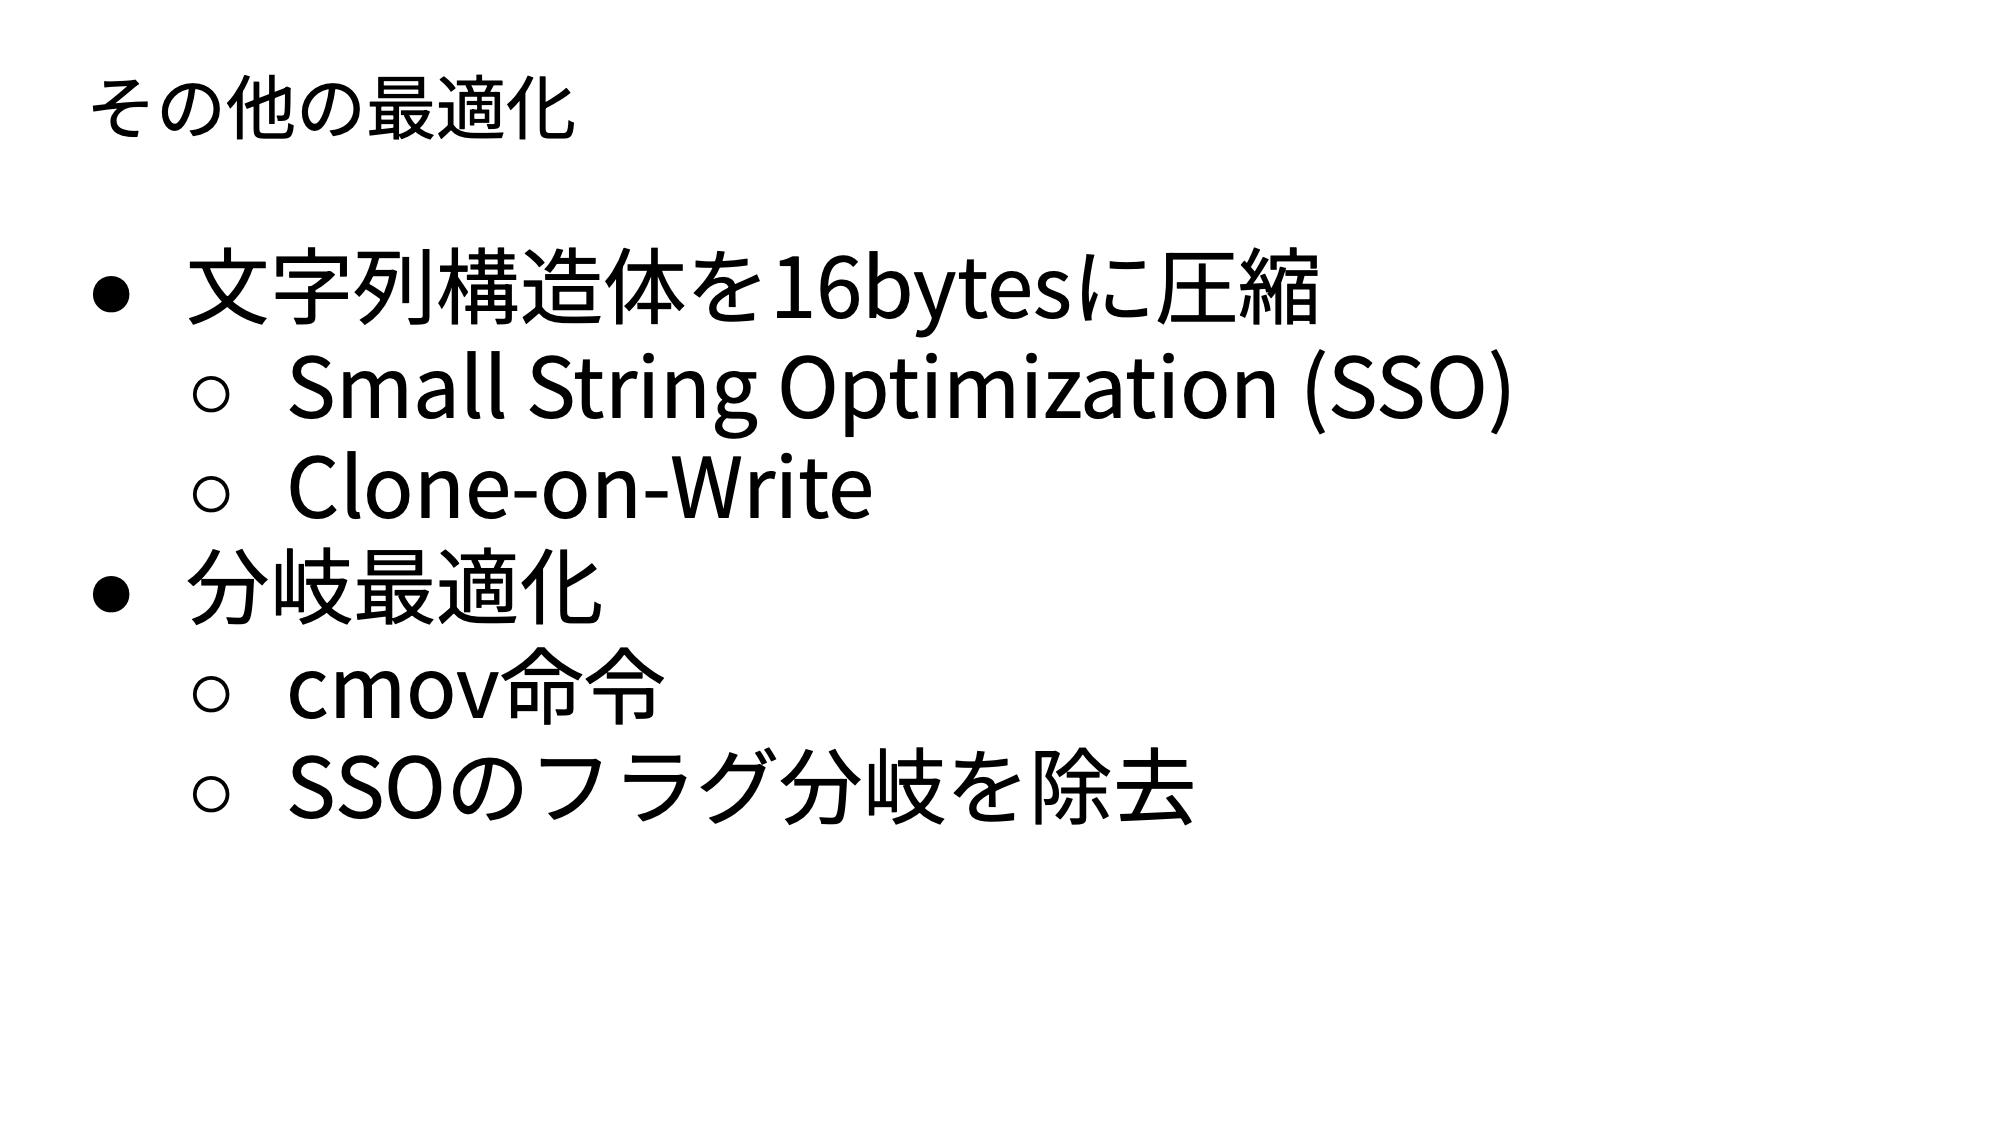 その他の最適化
● 文字列構造体を16bytesに圧縮
○ Small String Optimization (SSO)
○ Clone-on-Write
● 分岐最適化
○ cmov命令
○ SSOのフラグ分岐を除去